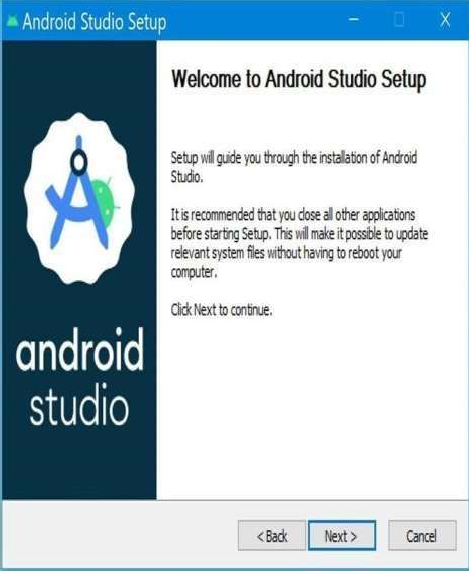 Android Studio Setup
Welcome to Android Studio Setup
Setup will guide you through the installation of Android
Studio.
It is recommended that you close all other applications
before starting Setup. This will make it possible to update
relevant system files without having to reboot your
computer.
Click Next to continue.
android
studio
< Back
Next >
Cancel